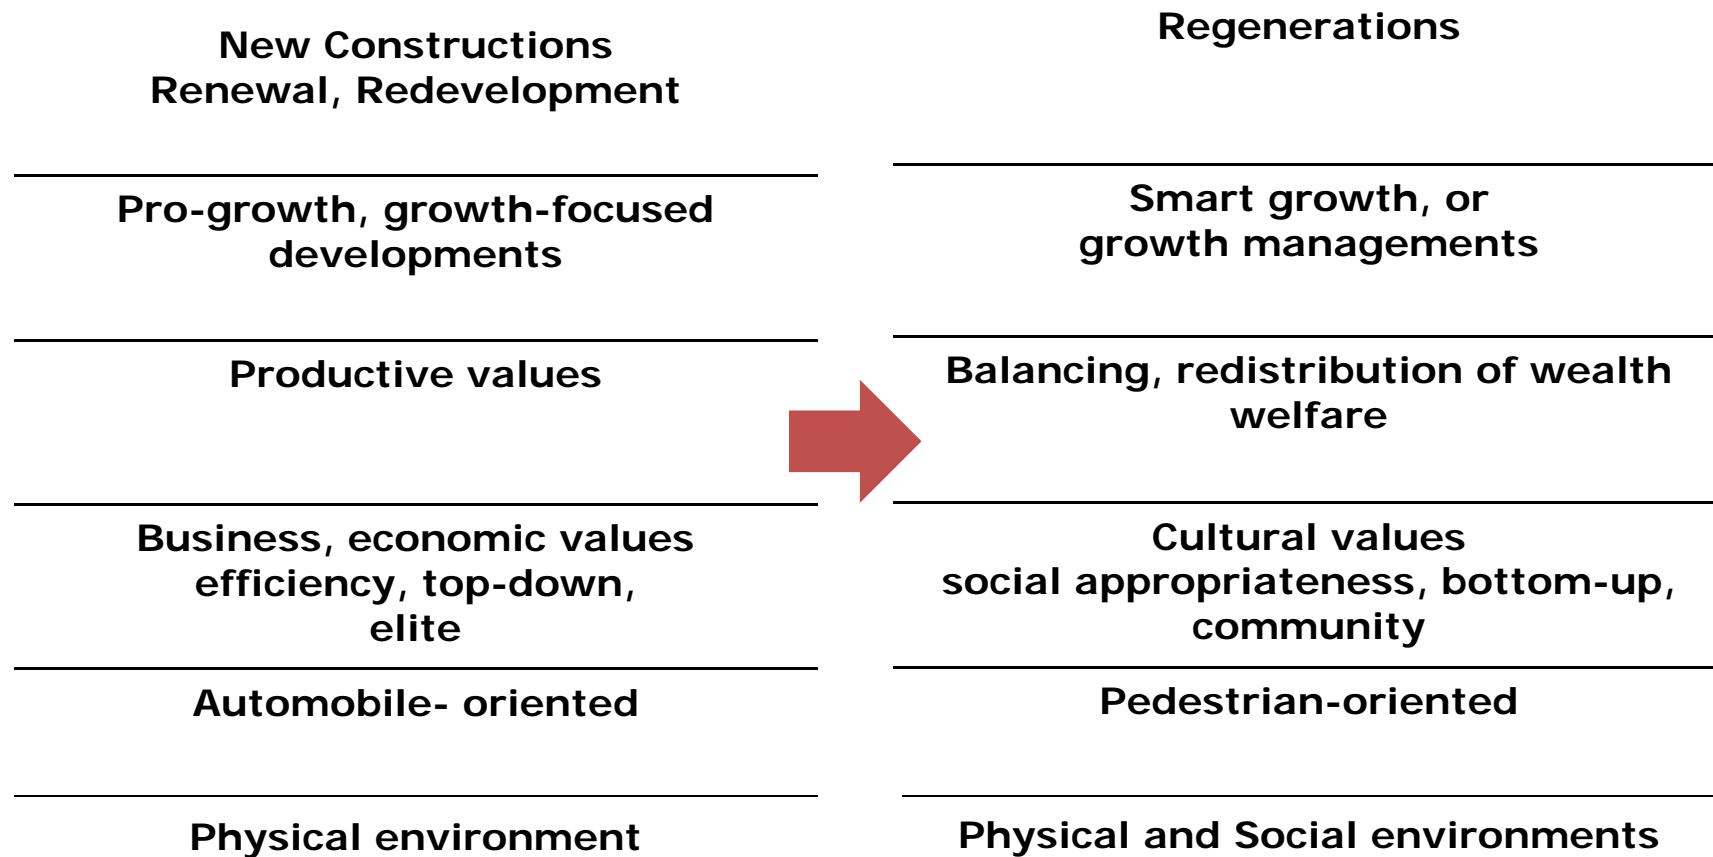 New Constructions
Renewal, Redevelopment
Regenerations
Pro-growth, growth-focused
developments
Smart growth, or
growth managements
Productive values
Balancing, redistribution of wealth
welfare
Business, economic values
efficiency, top-down,
elite
Cultural values
social appropriateness, bottom-up,
community
Automobile- oriented
Pedestrian-oriented
Physical environment
Physical and Social environments